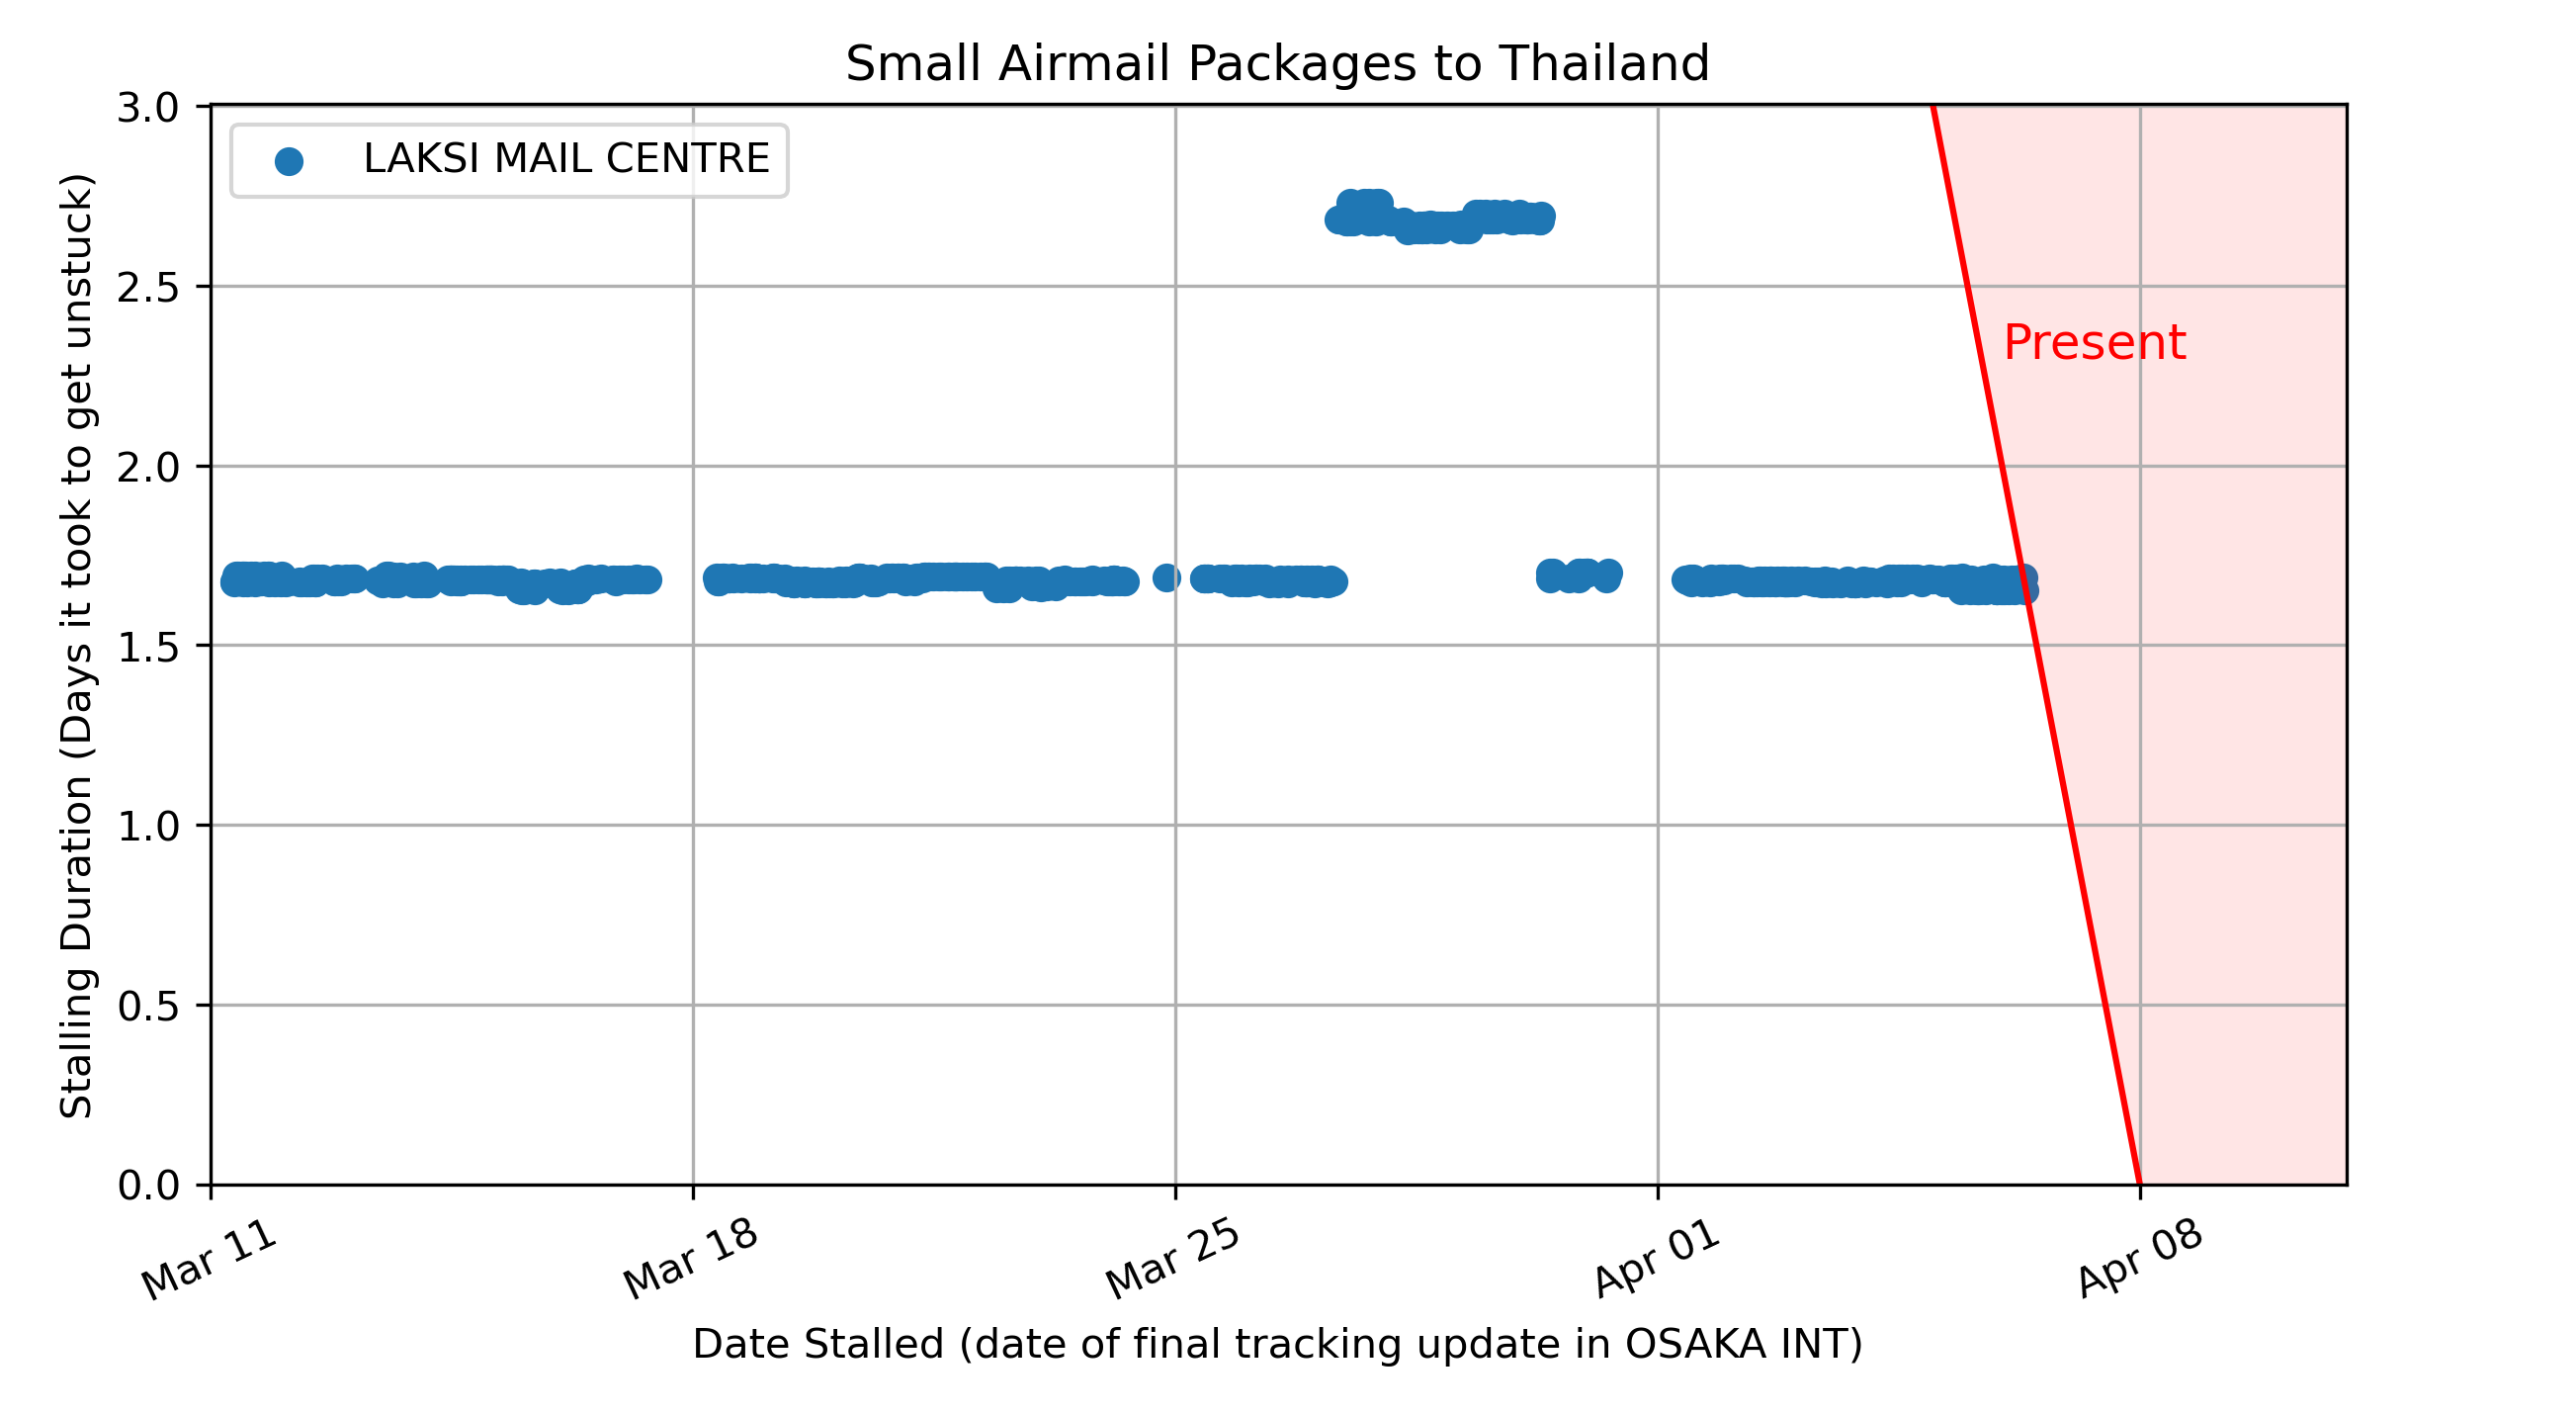 Small Airmail Packages to Thailand
LAKSI MAIL CENTRE
Present
Stalling Duration (Days it took to get unstuck)
3.0
2.5
2.0
1.5
1.0
0.5
0.0
Mar 11
Mar 18
Mar 25
Apr 01
Apr 08
Date Stalled (date of final tracking update in OSAKA INT)